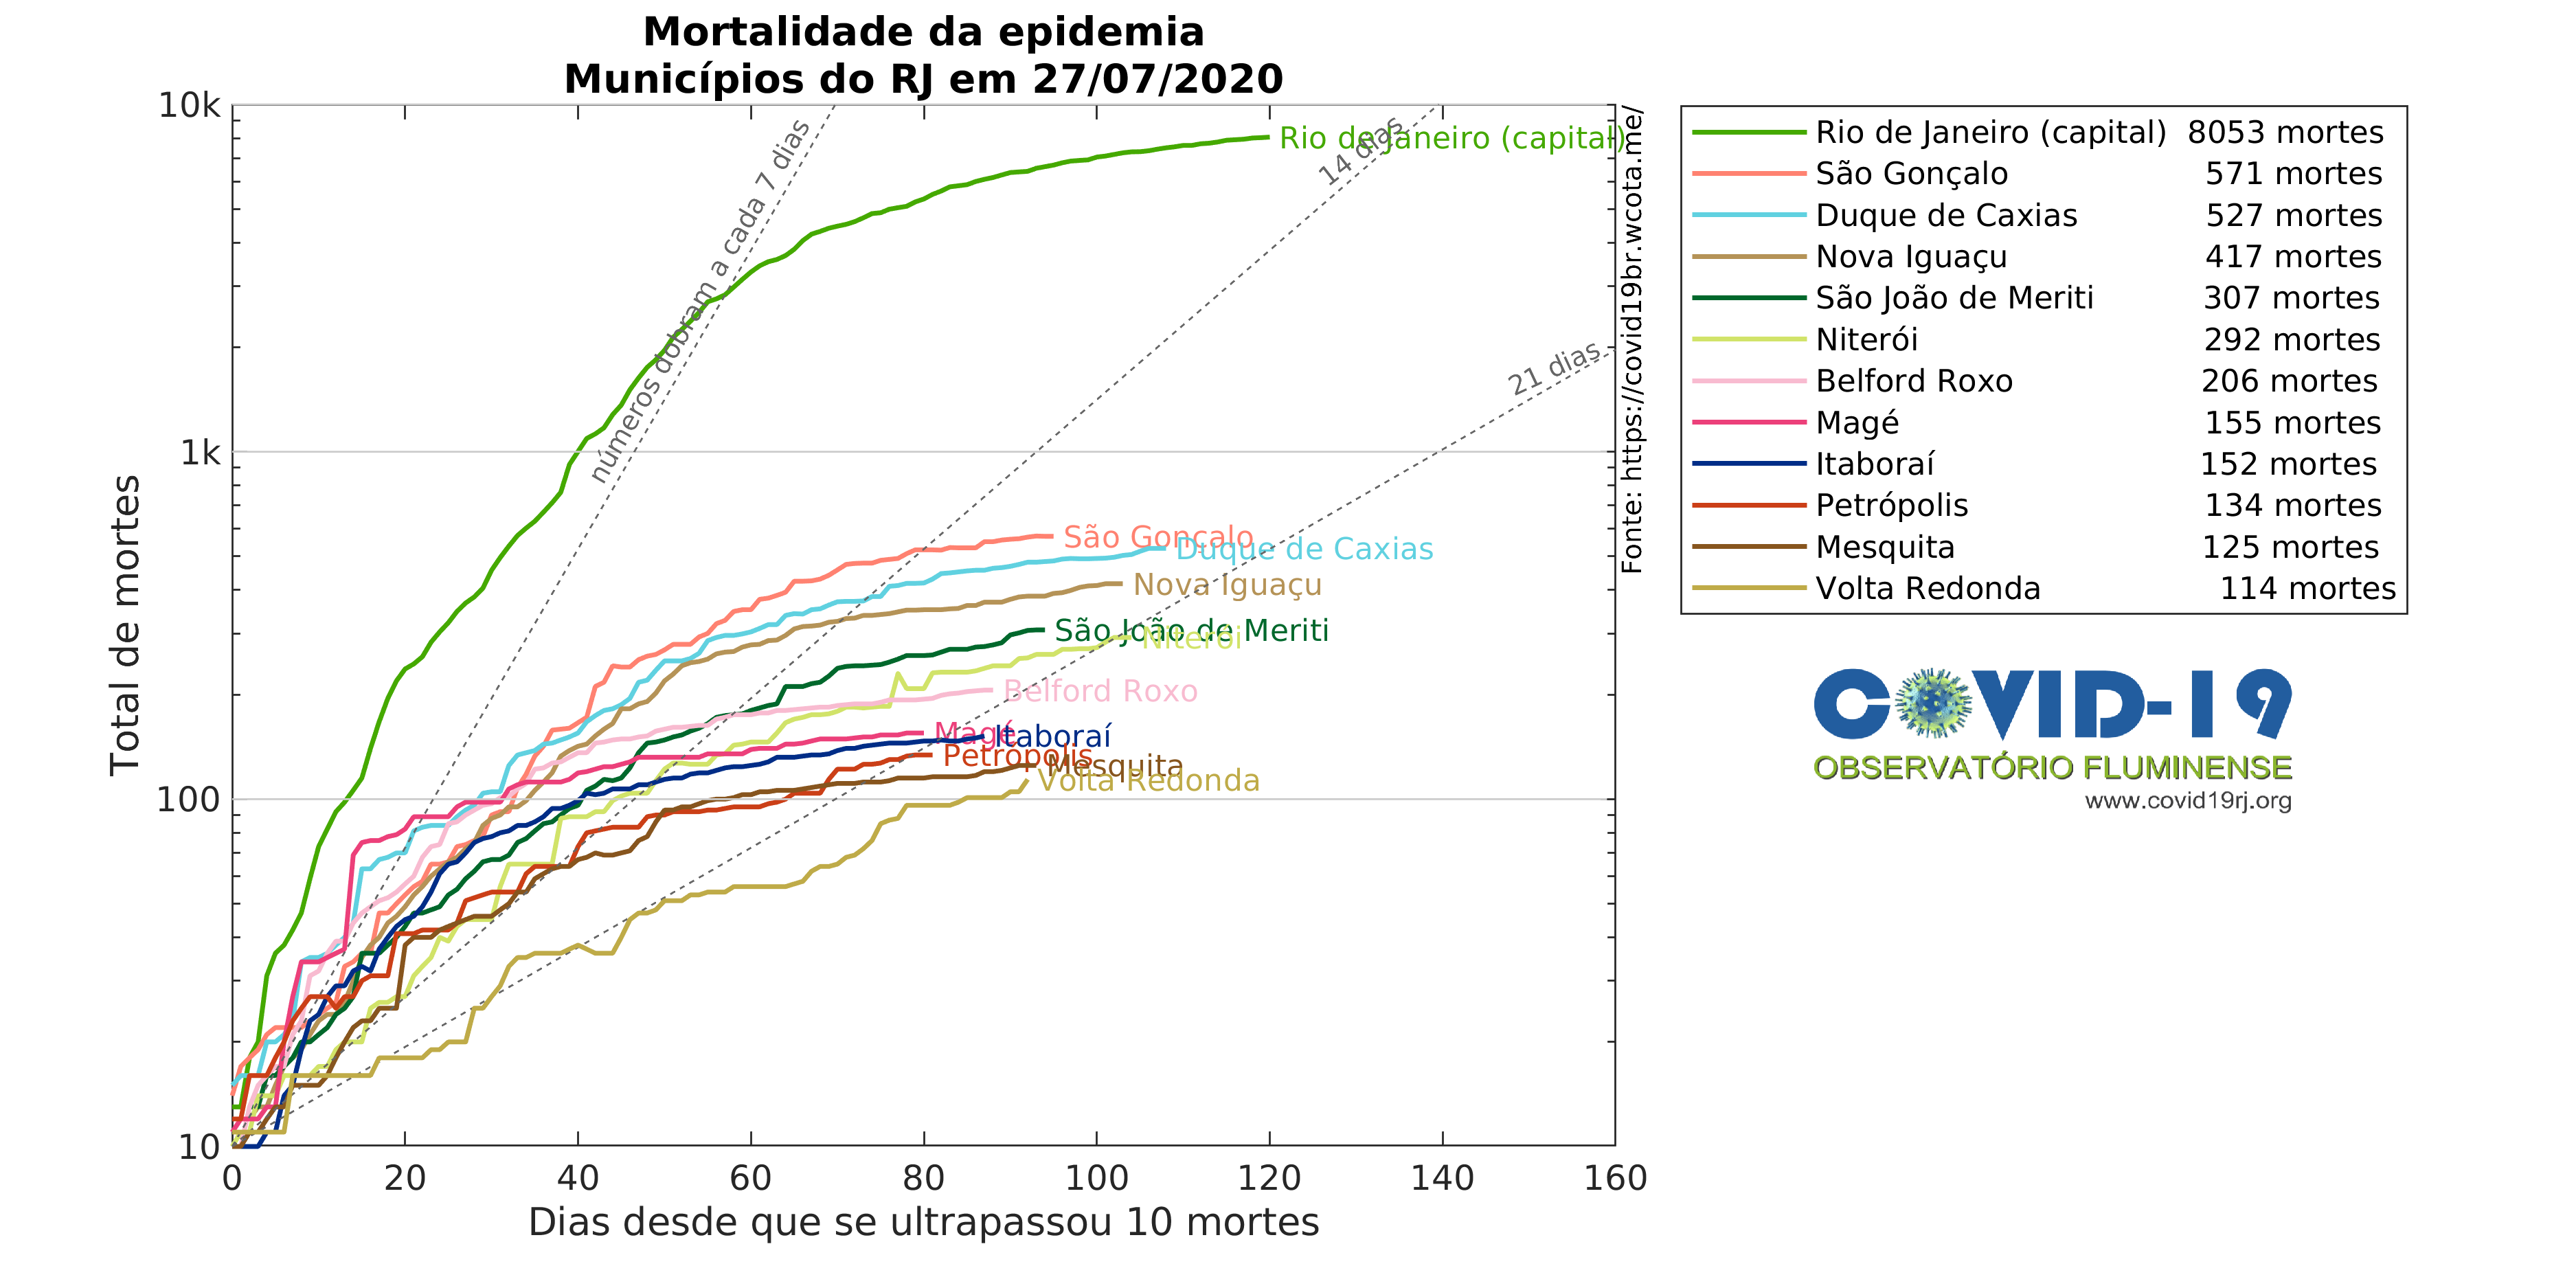 Mortalidade da epidemia
Municípios do RJ em 27/07/2020
Total de mortes
10k
1k
100
10
0 20 40 60 80 100 120 140 160
Dias desde que se ultrapassou 10 mortes
números dobram a cada 7 dias
14 dias
21 dias
Rio de Janeiro (capital)
São Gonçalo
Duque de Caxias
Nova Iguaçu
São João de Meriti
Niterói
Belford Roxo
Magé
Itaboraí
Petrópolis
Mesquita
Volta Redonda
Fonte: https://covid19br.wcota.me/
Rio de Janeiro (capital) 8053 mortes
São Gonçalo 571 mortes
Duque de Caxias 527 mortes
Nova Iguaçu 417 mortes
São João de Meriti 307 mortes
Niterói 292 mortes
Belford Roxo 206 mortes
Magé 155 mortes
Itaboraí 152 mortes
Petrópolis 134 mortes
Mesquita 125 mortes
Volta Redonda 114 mortes
COVID-19
OBSERVATÓRIO FLUMINENSE
www.covid19rj.org